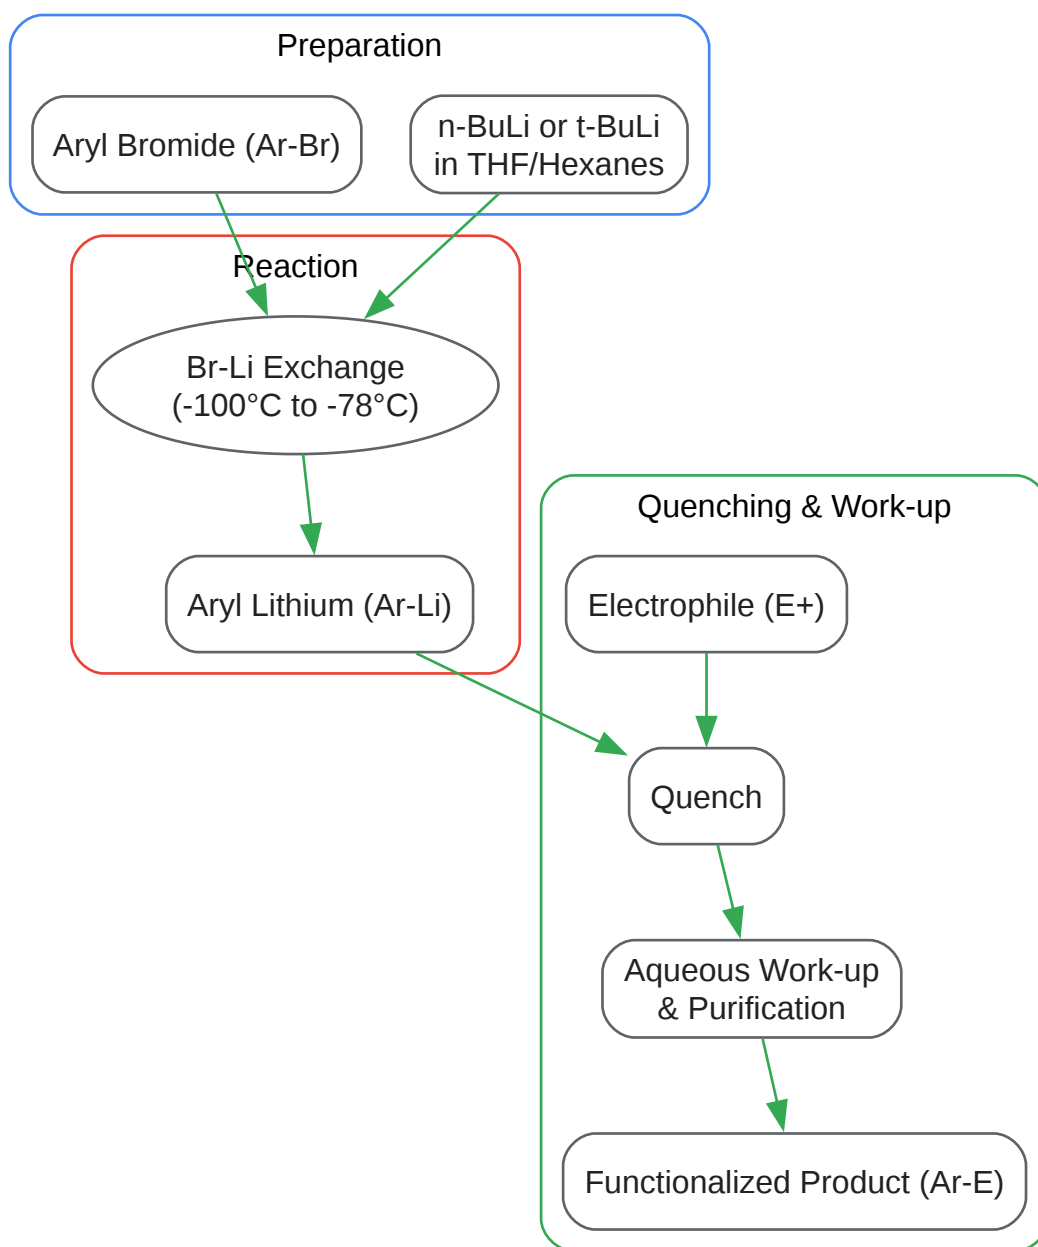 Preparation
Aryl Bromide (Ar-Br)
n-BuLi or t-BuLi
in THF/Hexanes
Reaction
Br-Li Exchange
(-100°C to -78°C)
Aryl Lithium (Ar-Li)
Quenching & Work-up
Electrophile (E+)
Quench
Aqueous Work-up
& Purification
Functionalized Product (Ar-E)